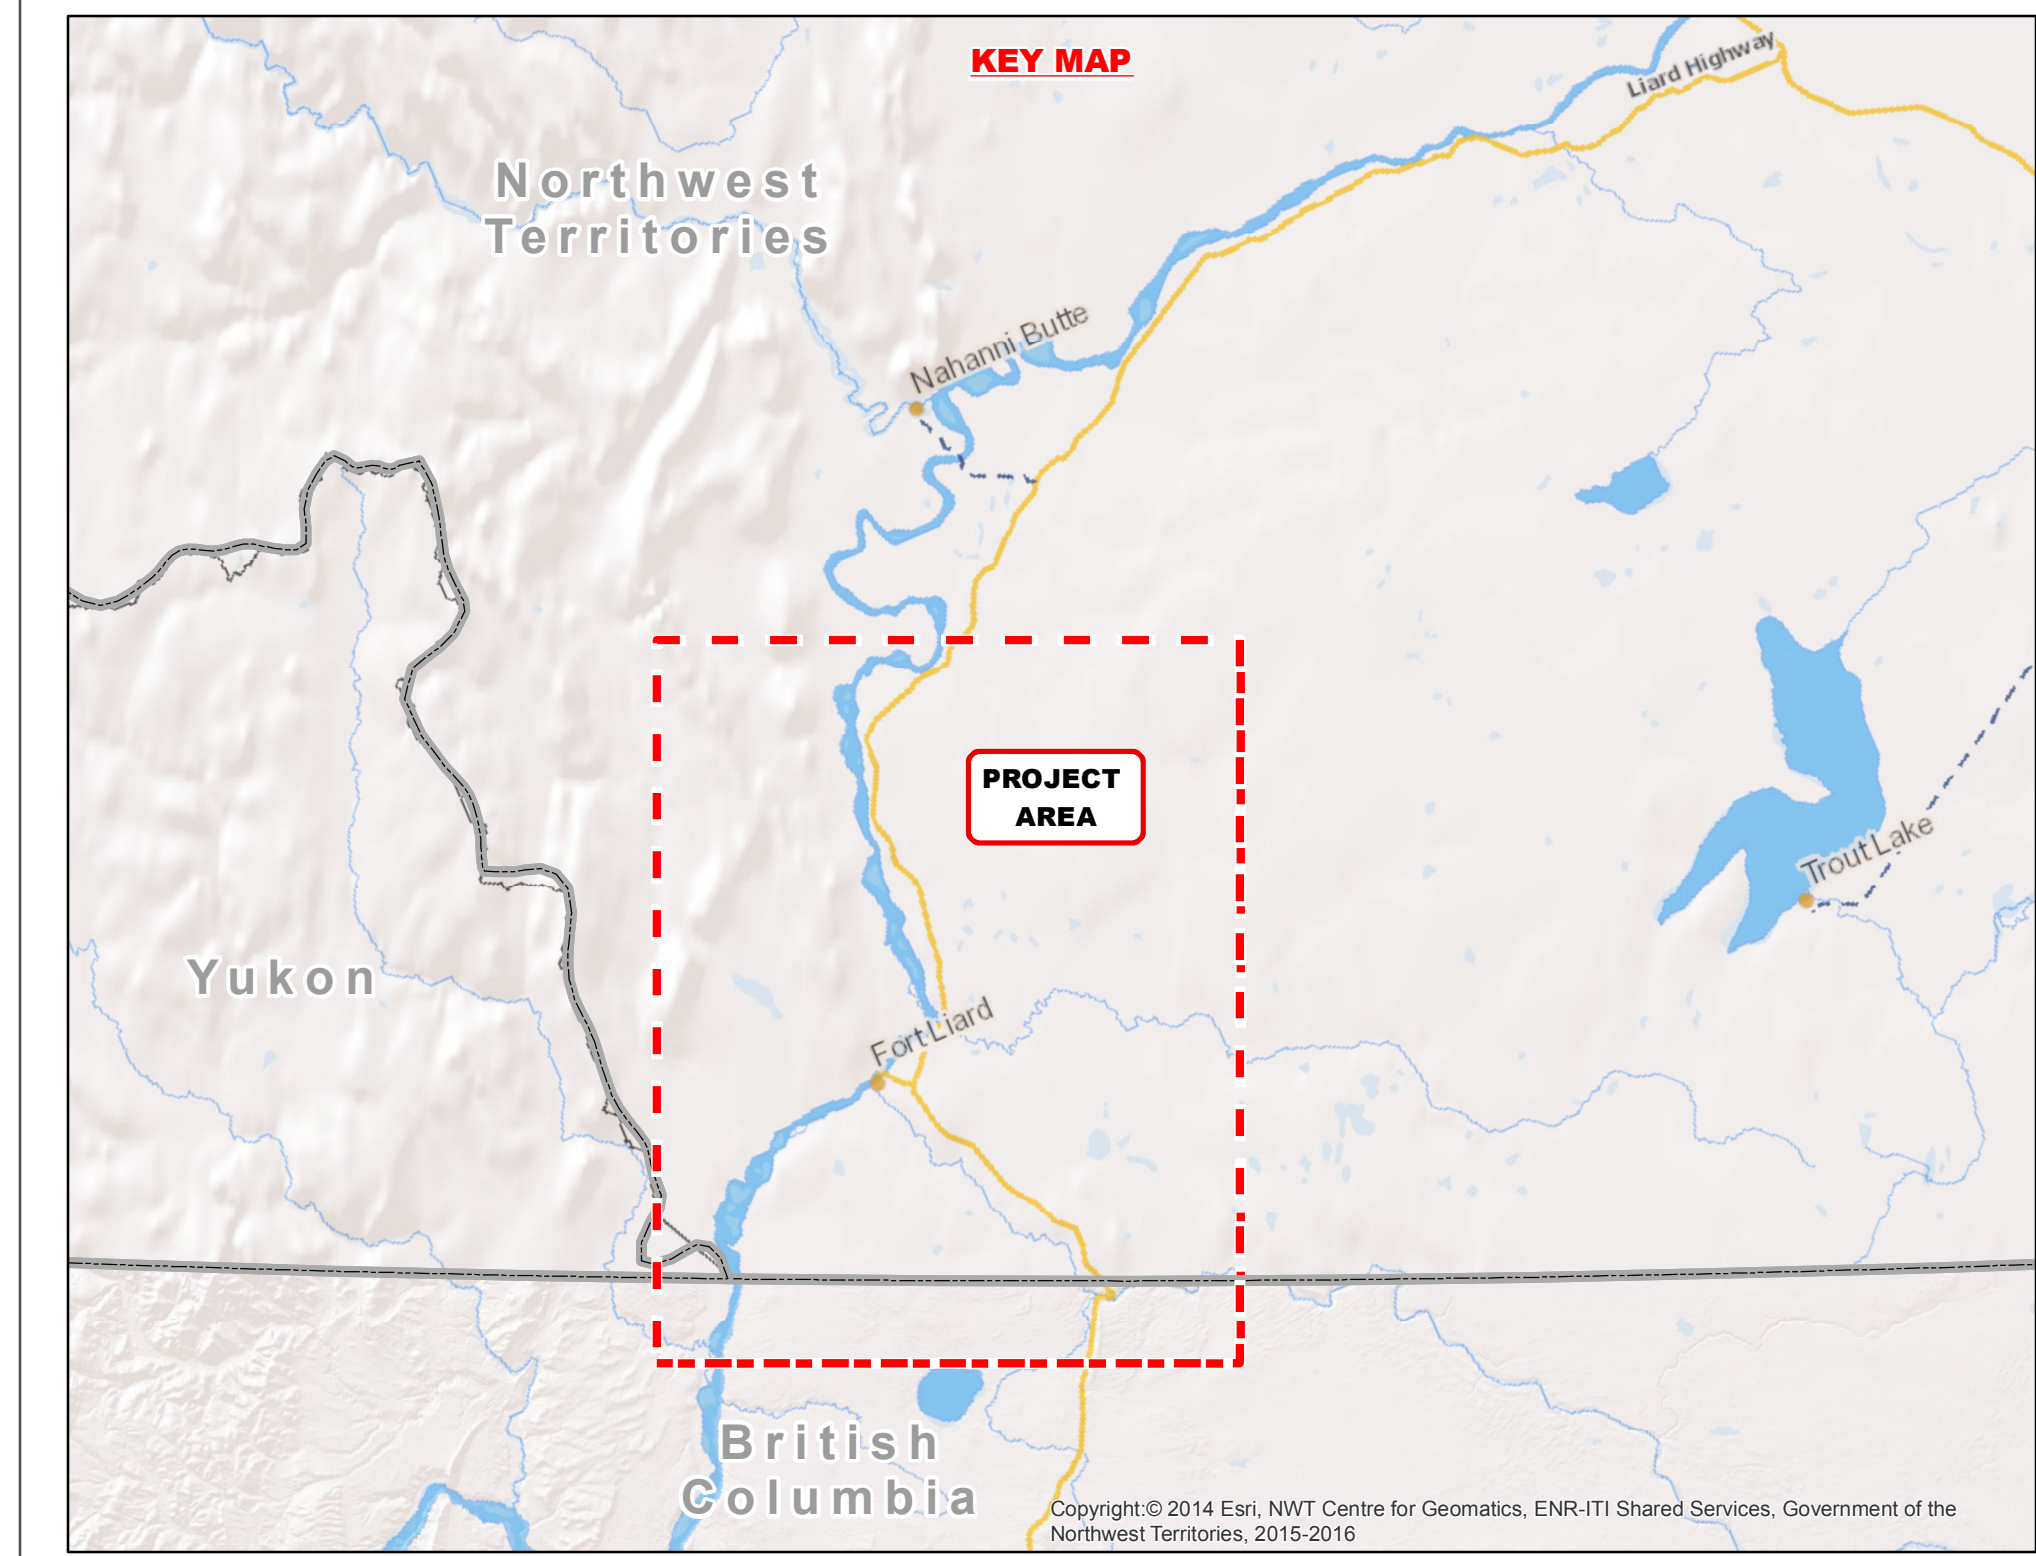 KEY MAP
Liard Highway
Northwest
Territories
Nahanni Butte
PROJECT
AREA
Trout Lake
Yukon
Fort Liard
British
Columbia
Copyright:© 2014 Esri, NWT Centre for Geomatics, ENR-ITI Shared Services, Government of the
Northwest Territories, 2015-2016